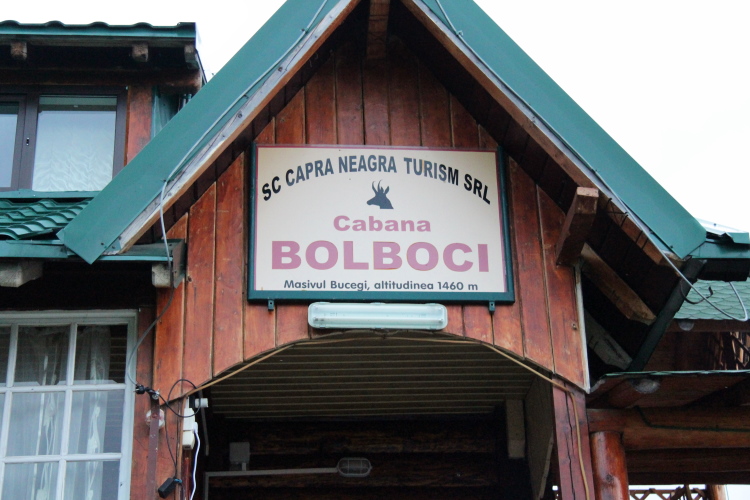 SC CAPRA NEAGRA TURISM SRL
Cabana
BOLBOCI
Masivul Bucegi, altitudinea 1460 m